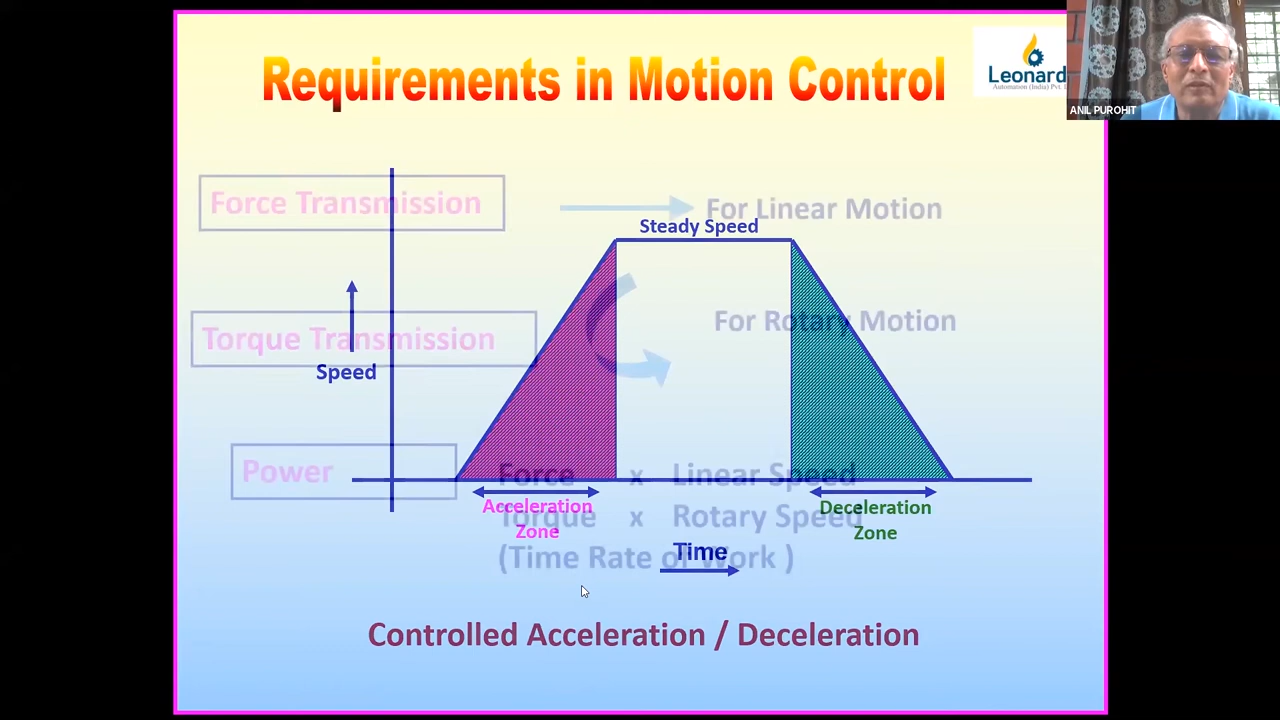 Requirements in Motion Control
Leonard
Automation (India) Pvt.
ANIL PUROHIT
Force Transmission
For Linear Motion
Steady Speed
Torque Transmission
For Rotary Motion
Speed
Power
Force x Linear Speed
Acceleration
Zone
Deceleration
Zone
Torque x Rotary Speed
Time
(Time Rate of Work )
Controlled Acceleration / Deceleration